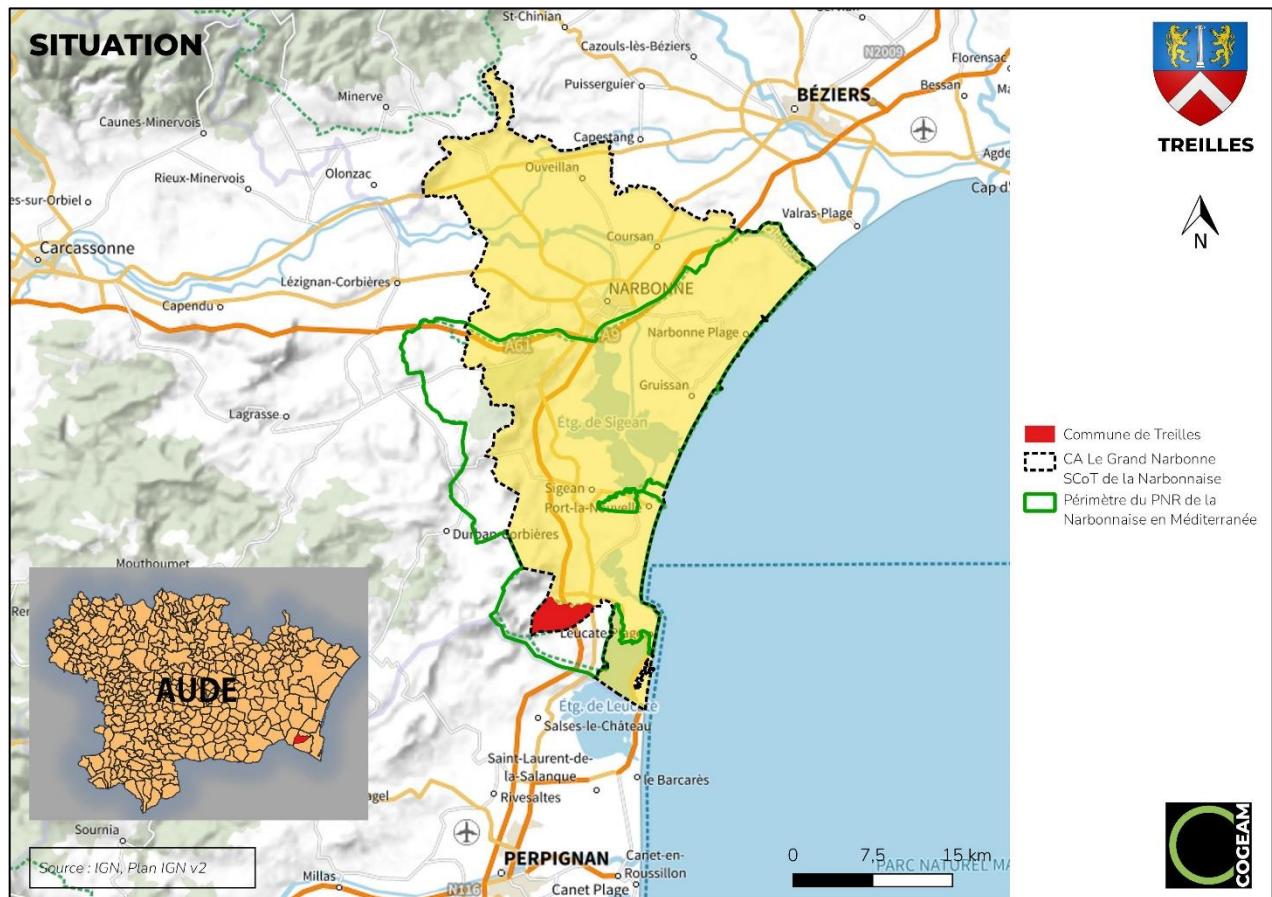 SITUATION
St-Chinian
Cazouls-lès-Béziers
N2009
Florensac
Puisserguier
Bessan
Minerve
BÉZIERS
Caunes-Minervois
Capestang
Agde
Ouveillan
Rieux-Minervois
Olonzac
Cap d'
es-sur-Orbiel
Valras-Plage
Coursan
Carcassonne
Lézignan-Corbières
NARBONNE
Capendu
Narbonne Plage
A61
A9
Gruissan
Lagrasse
Étg. de Sigean
Sigean
Port-la-Nouvelle
Durban-Corbières
Mouthoumet
Leucate Plage
AUDE
Étg. de Leucate
Salses-le-Château
Saint-Laurent-de-
la-Salanque
le Barcarès
Rivesaltes
Sournia
PERPIGNAN
Canet-en-
Roussillon
Millas
N116
Canet Plage
Source : IGN, Plan IGN v2
0 7,5 15 km
PARC NATUREL MA
TREILLES
N
Commune de Treilles
CA Le Grand Narbonne
SCoT de la Narbonnaise
Périmètre du PNR de la
Narbonnaise en Méditerranée
COGEAM